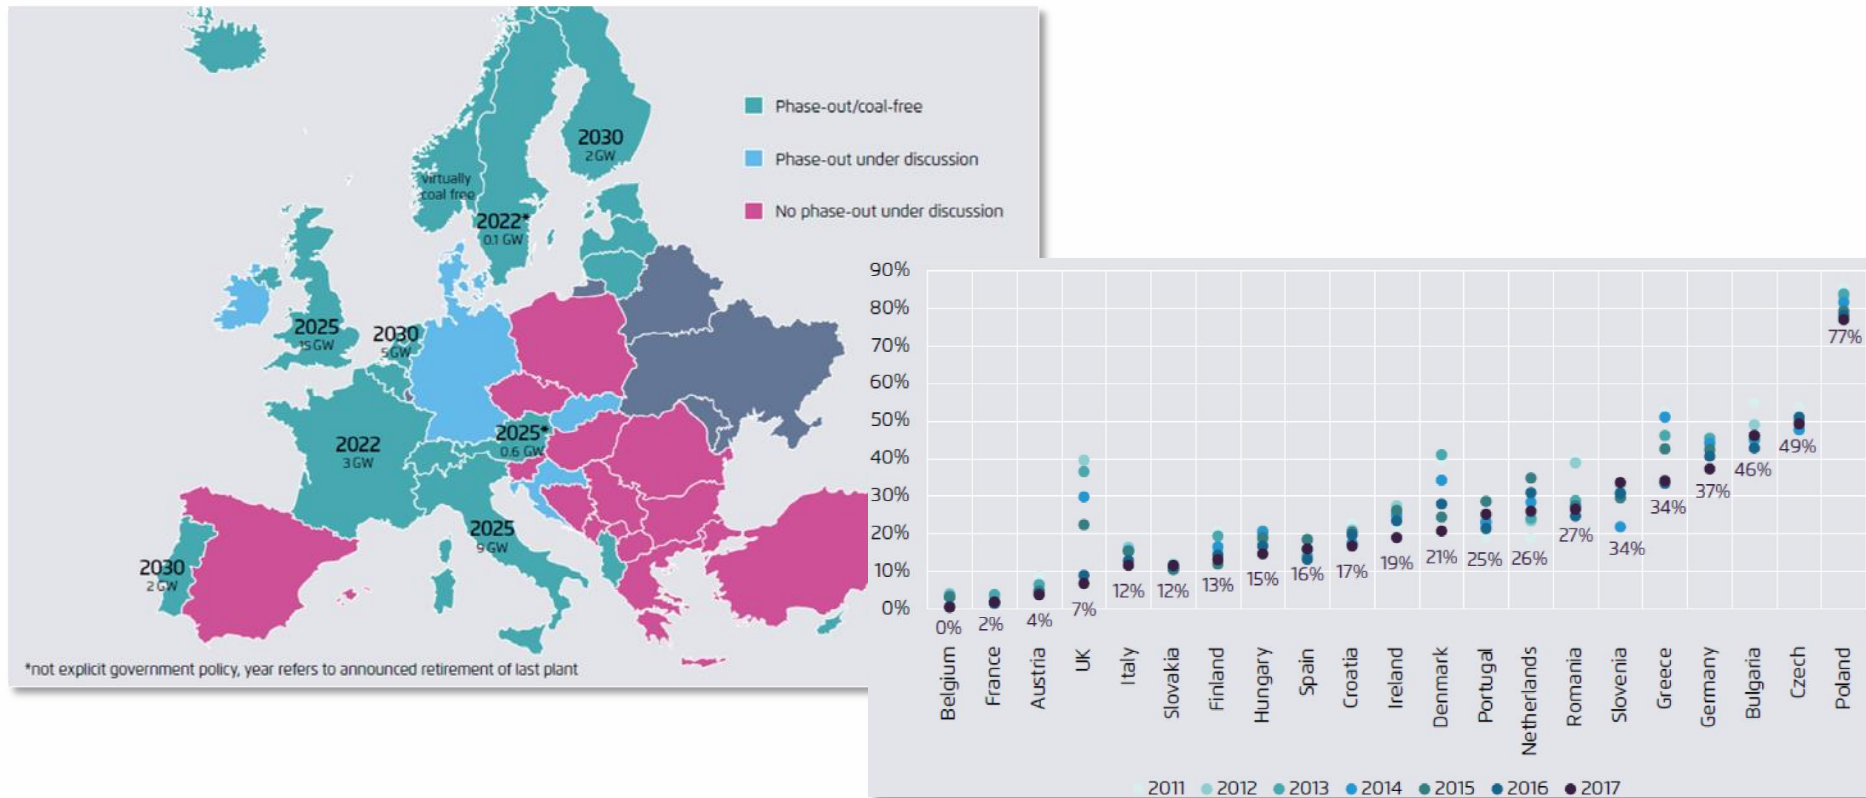 Phase-out/coal-free
2030
2 GW
Phase-out under discussion
virtually
coal free
No phase-out under discussion
2022*
0.1 GW
2025
15 GW
2030
5 GW
2022
3 GW
2025*
0.6 GW
2025
9 GW
2030
2 GW
*not explicit government policy, year refers to announced retirement of last plant
90%
80%
70%
60%
50%
40%
30%
20%
10%
0%
0%
2%
4%
7%
12%
12%
13%
15%
16%
17%
19%
21%
25%
26%
27%
34%
34%
37%
46%
49%
77%
Belgium
France
Austria
UK
Italy
Slovakia
Finland
Hungary
Spain
Croatia
Ireland
Denmark
Portugal
Netherlands
Romania
Slovenia
Greece
Germany
Bulgaria
Czech
Poland
2011 2012 2013 2014 2015 2016 2017